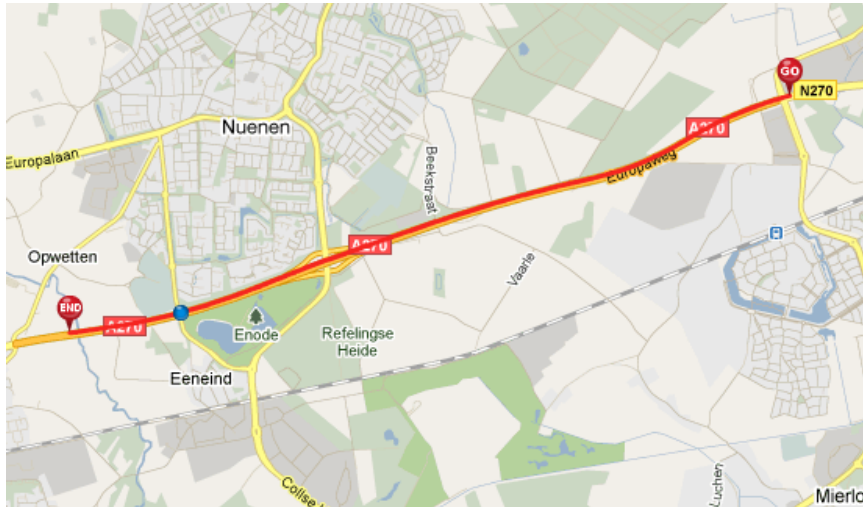 GO
N270
A270
Nuenen
Europalaan
Beekstraat
Europaweg
A270
Opwetten
Vaarle
END
A270
Enode
Refelingse
Heide
Eeneind
Collse
Luchen
Mierlo